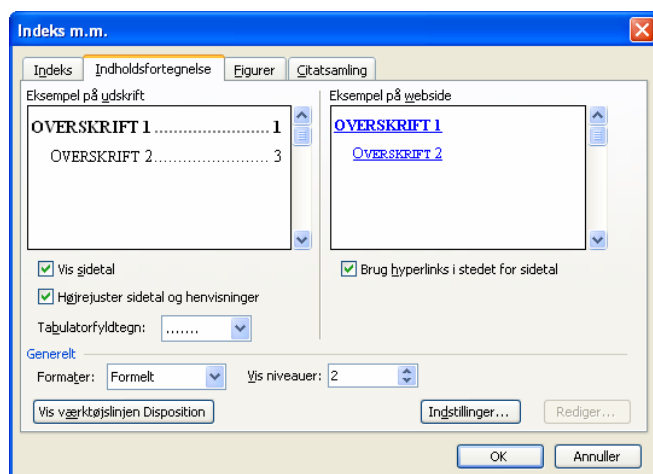 Indeks m.m.
Indeks Indholdsfortegnelse Figurer Citatsamling
Eksempel på udskrift
OVERSKRIFT 1 ........................ 1
OVERSKRIFT 2........................ 3
Eksempel på webside
OVERSKRIFT 1
OVERSKRIFT 2
Vis sidetal
Højrejuster sidetal og henvisninger
Tabulatorfyldtegn: .......
Brug hyperlinks i stedet for sidetal
Generelt
Formater: Formelt Vis niveauer: 2
Vis værktøjslinjen Disposition Indstillinger... Rediger...
OK Annuller